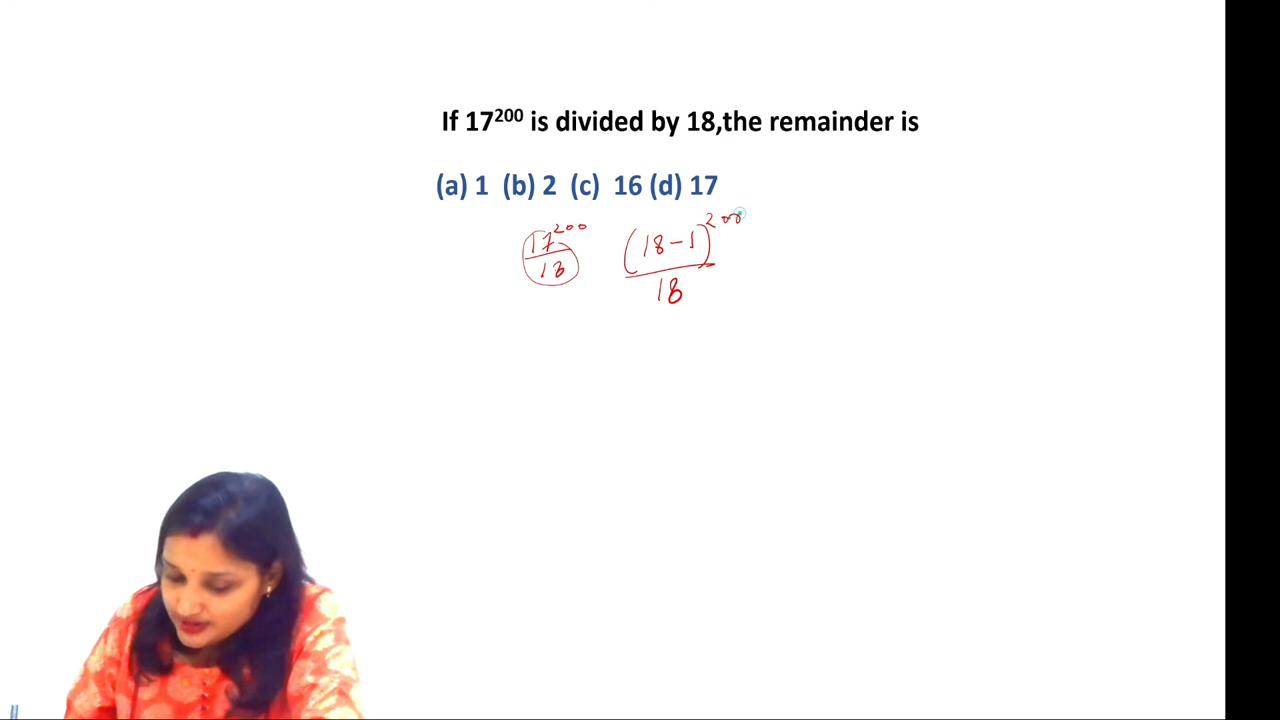 If 17²⁰⁰ is divided by 18,the remainder is
(a) 1 (b) 2 (c) 16 (d) 17
17²⁰⁰/18 (18-1)²⁰⁰/18